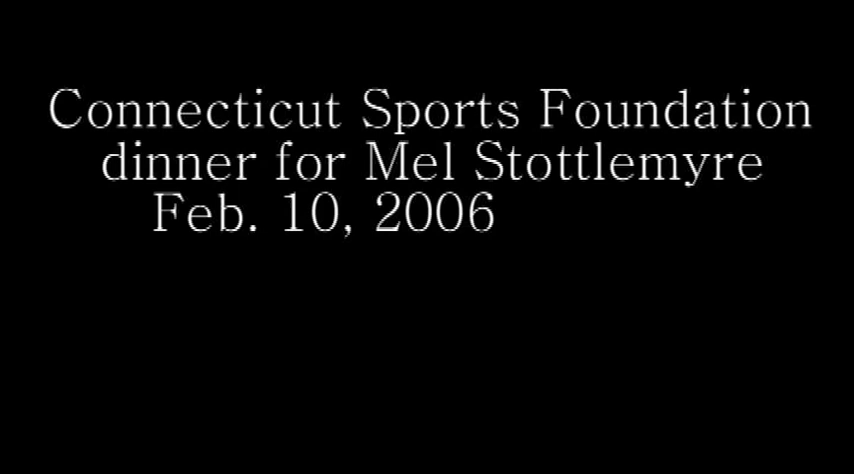 Connecticut Sports Foundation
dinner for Mel Stottlemyre
Feb. 10, 2006